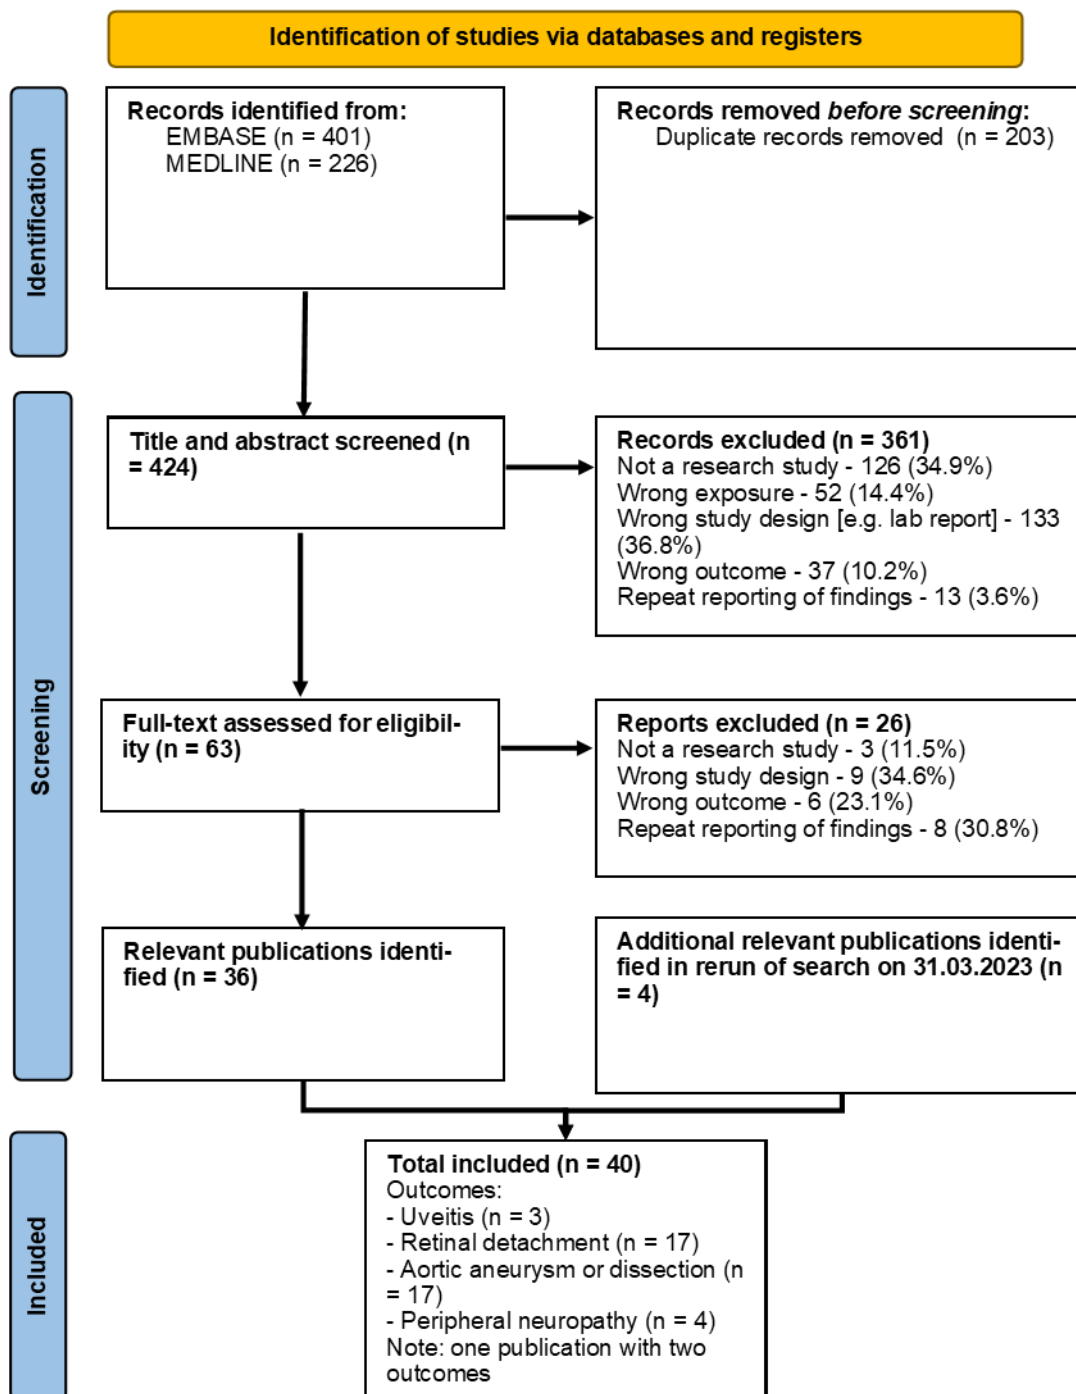 Identification of studies via databases and registers
Identification
Records identified from:
EMBASE (n = 401)
MEDLINE (n = 226)
Records removed before screening:
Duplicate records removed  (n = 203)
Screening
Title and abstract screened (n
= 424)
Records excluded (n = 361)
Not a research study - 126 (34.9%)
Wrong exposure - 52 (14.4%)
Wrong study design [e.g. lab report] - 133
(36.8%)
Wrong outcome - 37 (10.2%)
Repeat reporting of findings - 13 (3.6%)
Full-text assessed for eligibil-
ity (n = 63)
Reports excluded (n = 26)
Not a research study - 3 (11.5%)
Wrong study design - 9 (34.6%)
Wrong outcome - 6 (23.1%)
Repeat reporting of findings - 8 (30.8%)
Relevant publications identi-
fied (n = 36)
Additional relevant publications identi-
fied in rerun of search on 31.03.2023 (n
= 4)
Included
Total included (n = 40)
Outcomes:
- Uveitis (n = 3)
- Retinal detachment (n = 17)
- Aortic aneurysm or dissection (n
= 17)
- Peripheral neuropathy (n = 4)
Note: one publication with two
outcomes